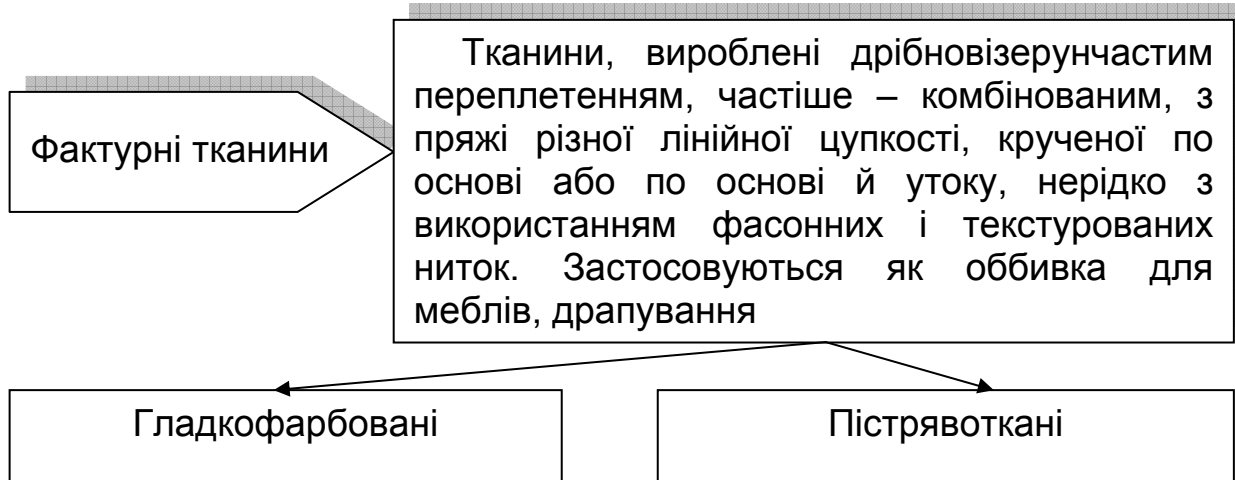 Фактурні тканини
Тканини, вироблені дрібновізерунчастим
переплетенням, частіше – комбінованим, з
пряжі різної лінійної цупкості, крученої по
основі або по основі й утоку, нерідко з
використанням фасонних і текстурованих
ниток. Застосовуються як оббивка для
меблів, драпування
Гладкофарбовані
Пістрявоткані